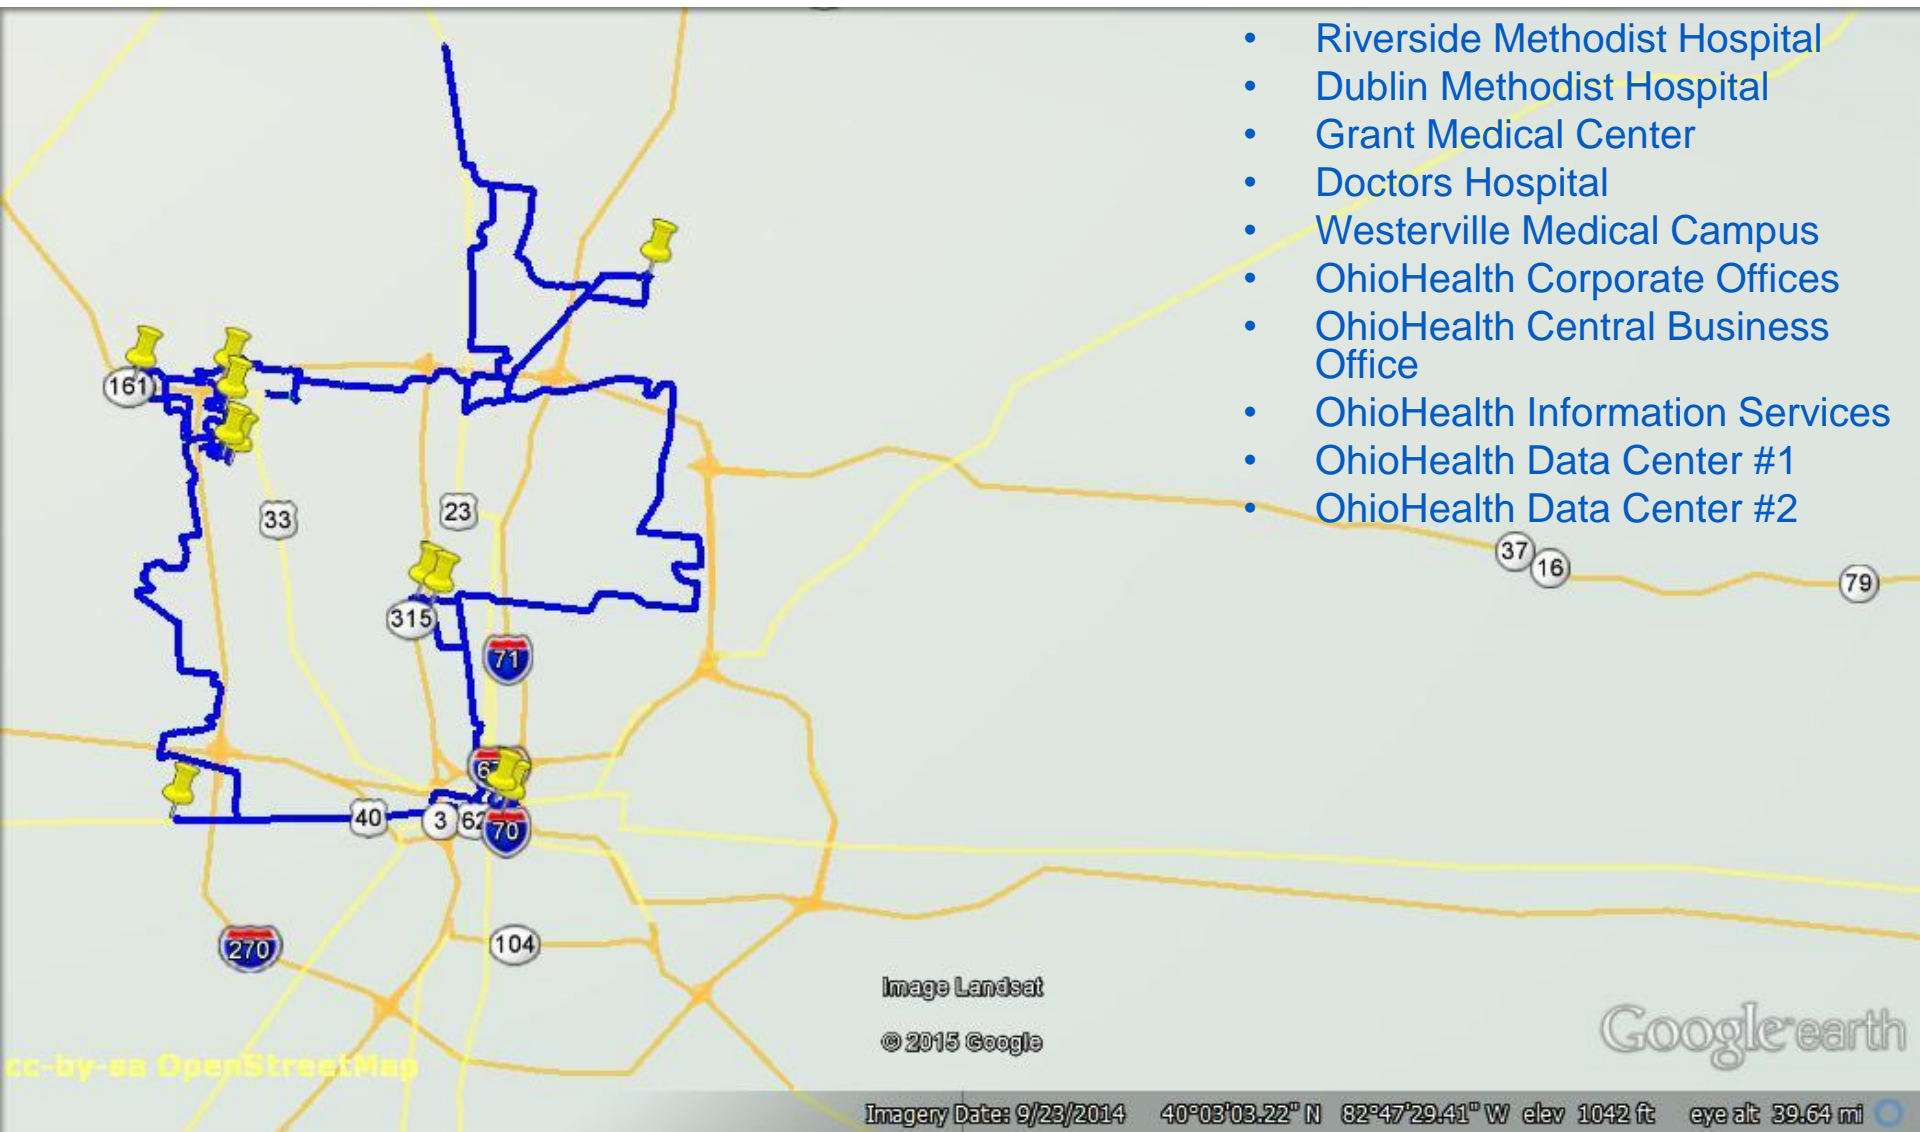 • Riverside Methodist Hospital
• Dublin Methodist Hospital
• Grant Medical Center
• Doctors Hospital
• Westerville Medical Campus
• OhioHealth Corporate Offices
• OhioHealth Central Business
Office
• OhioHealth Information Services
• OhioHealth Data Center #1
• OhioHealth Data Center #2
161
33
23
37
16
79
315
71
40
3
62
70
270
104
Image Landsat
© 2015 Google
Google earth
cc-by-sa OpenStreetMap
Imagery Date: 9/23/2014 40°03'03.22" N 82°47'29.41" W elev 1042 ft eye alt 39.64 mi